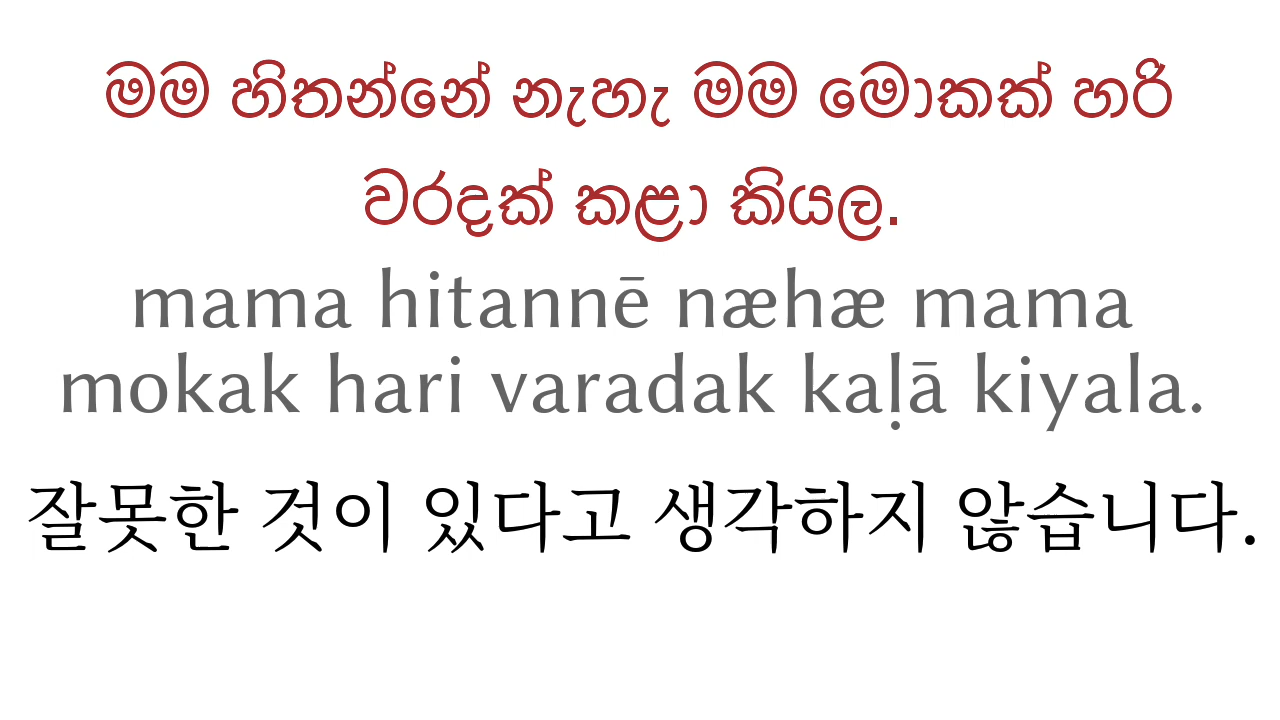 මම හිතන්නේ නැහැ මම මොකක් හරි
වරදක් කළා කියල.
mama hitannē næhæ mama
mokak hari varadak kaḷā kiyala.
잘못한 것이 있다고 생각하지 않습니다.